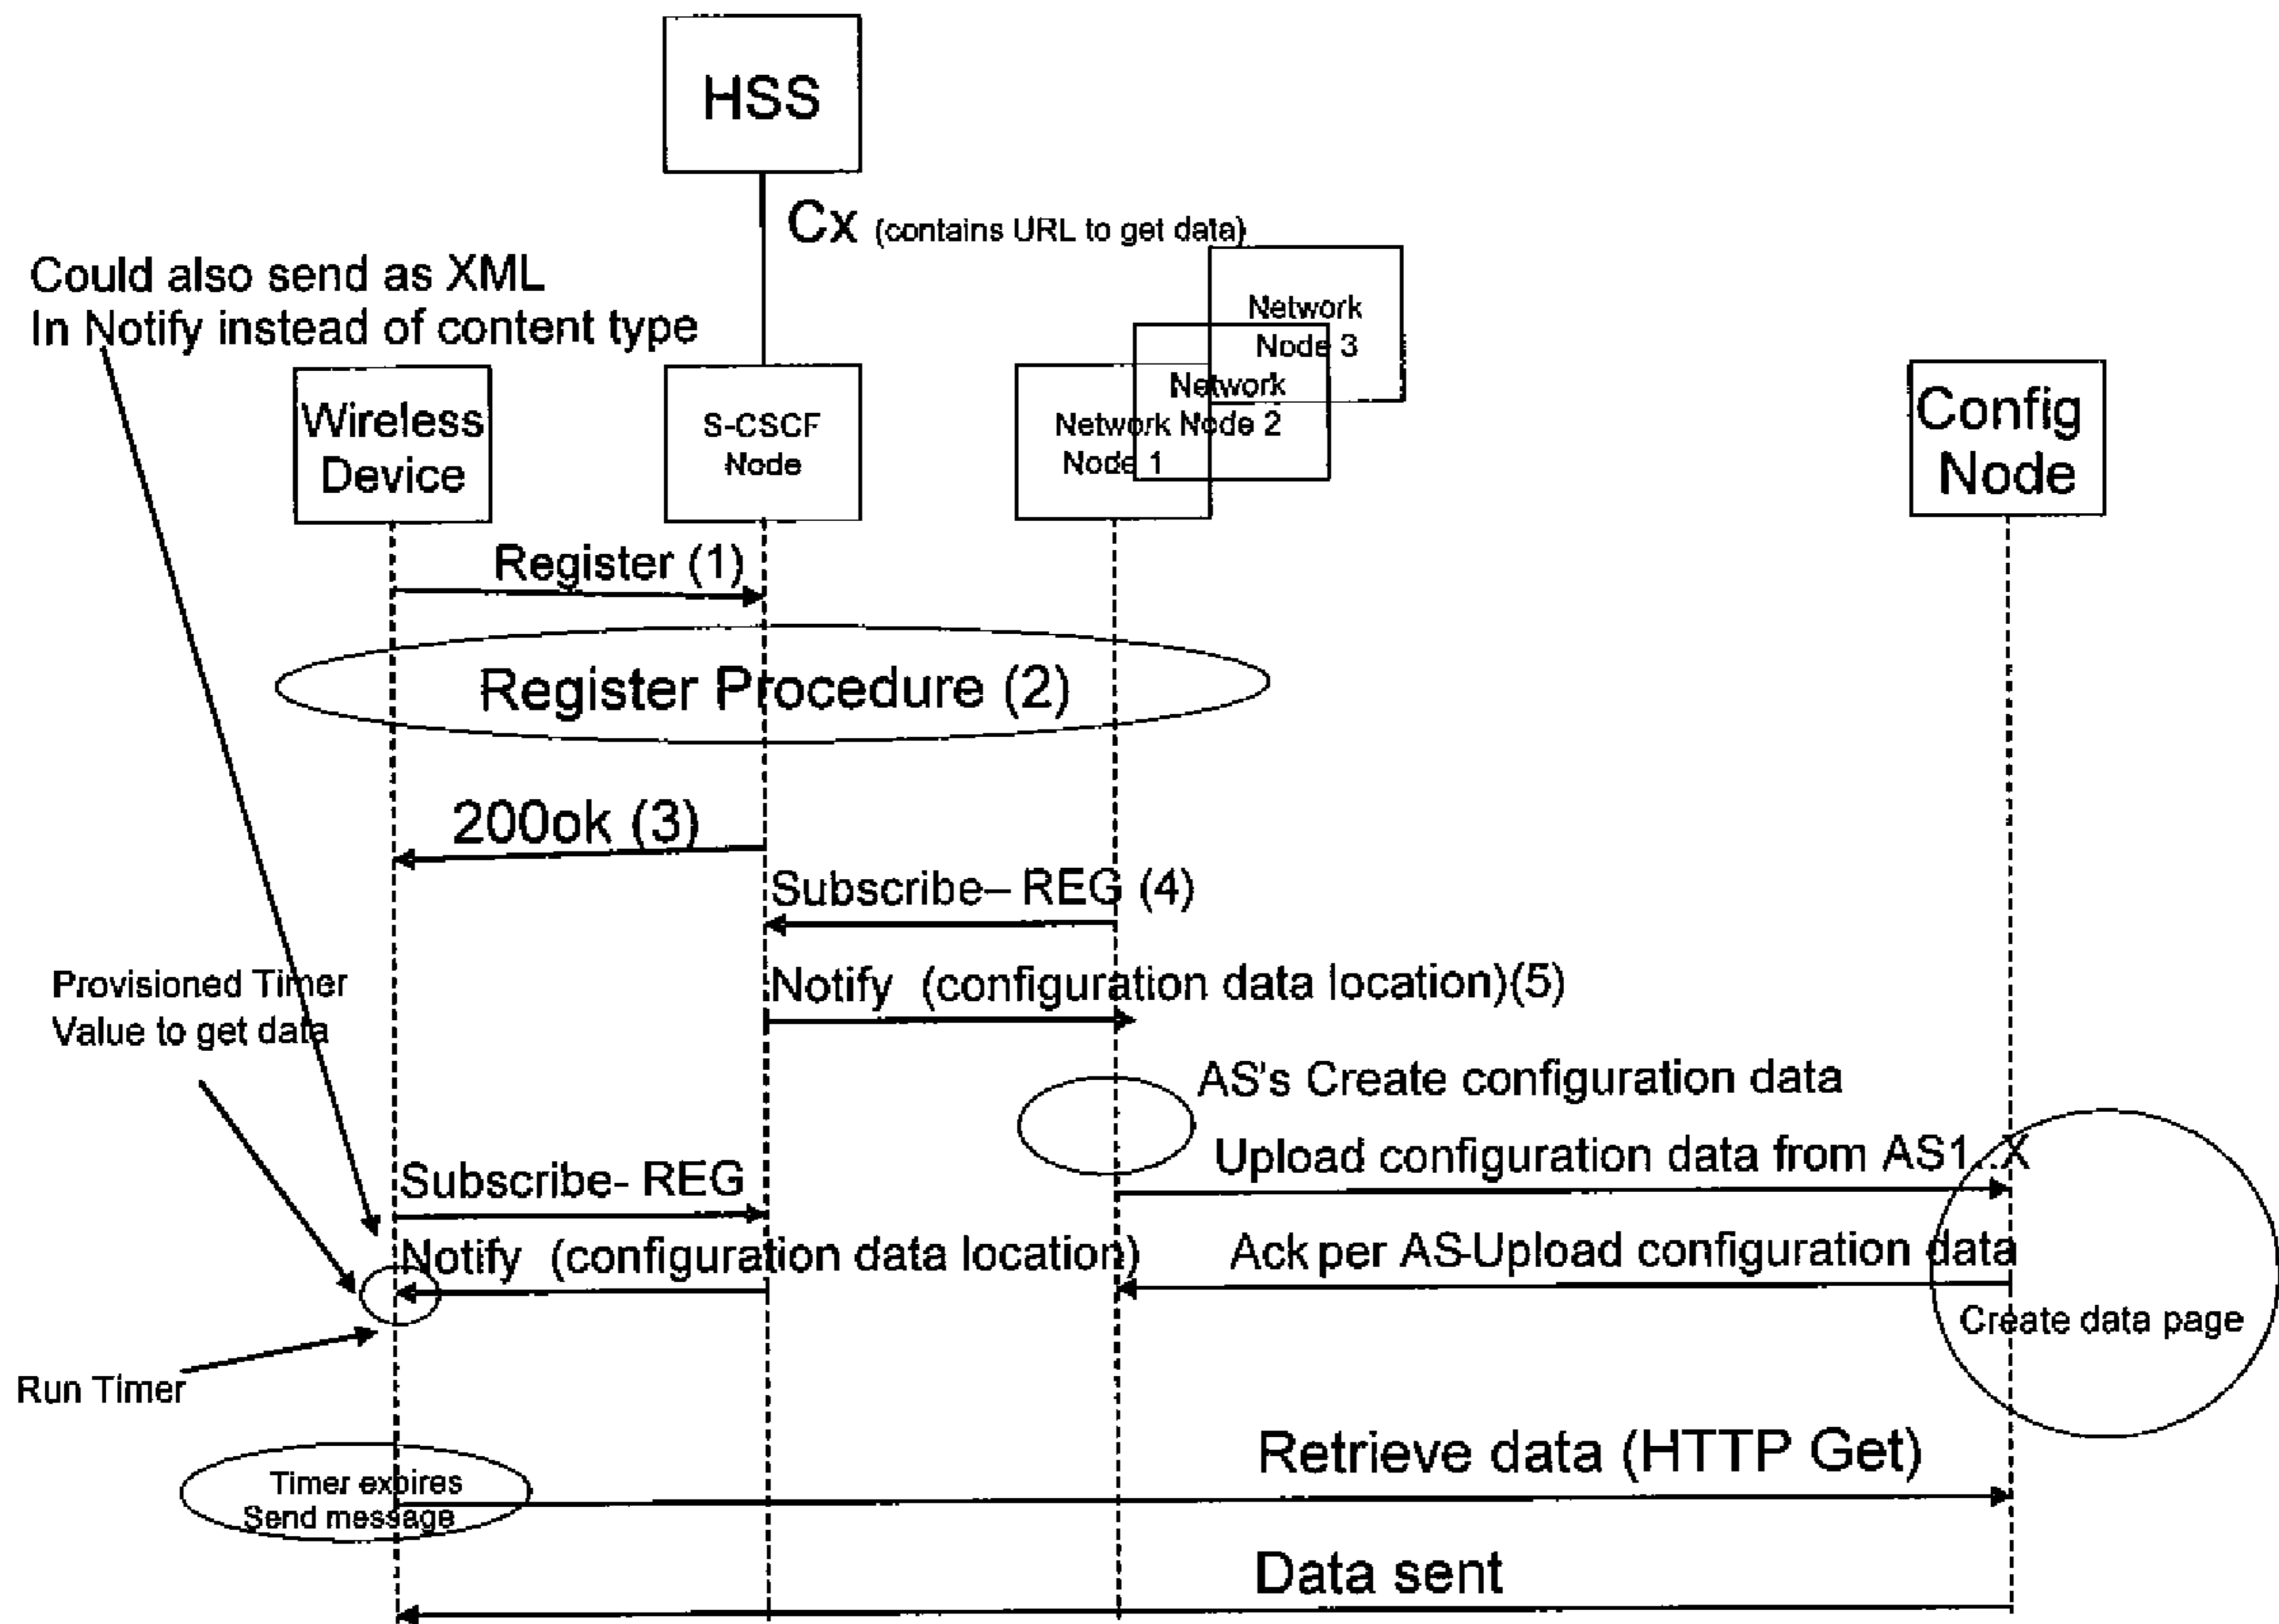 HSS
Cx (contains URL to get data)
Could also send as XML
In Notify instead of content type
Network
Node 3
Network
Node 2
Network
Node 1
Wireless
Device
S-CSCF
Node
Config
Node
Register (1)
Register Procedure (2)
200ok (3)
Subscribe– REG (4)
Notify (configuration data location)(5)
Provisioned Timer
Value to get data
AS's Create configuration data
Upload configuration data from AS1..X
Subscribe- REG
Notify (configuration data location)
Ack per AS-Upload configuration data
Create data page
Run Timer
Retrieve data (HTTP Get)
Timer expires
Send message
Data sent